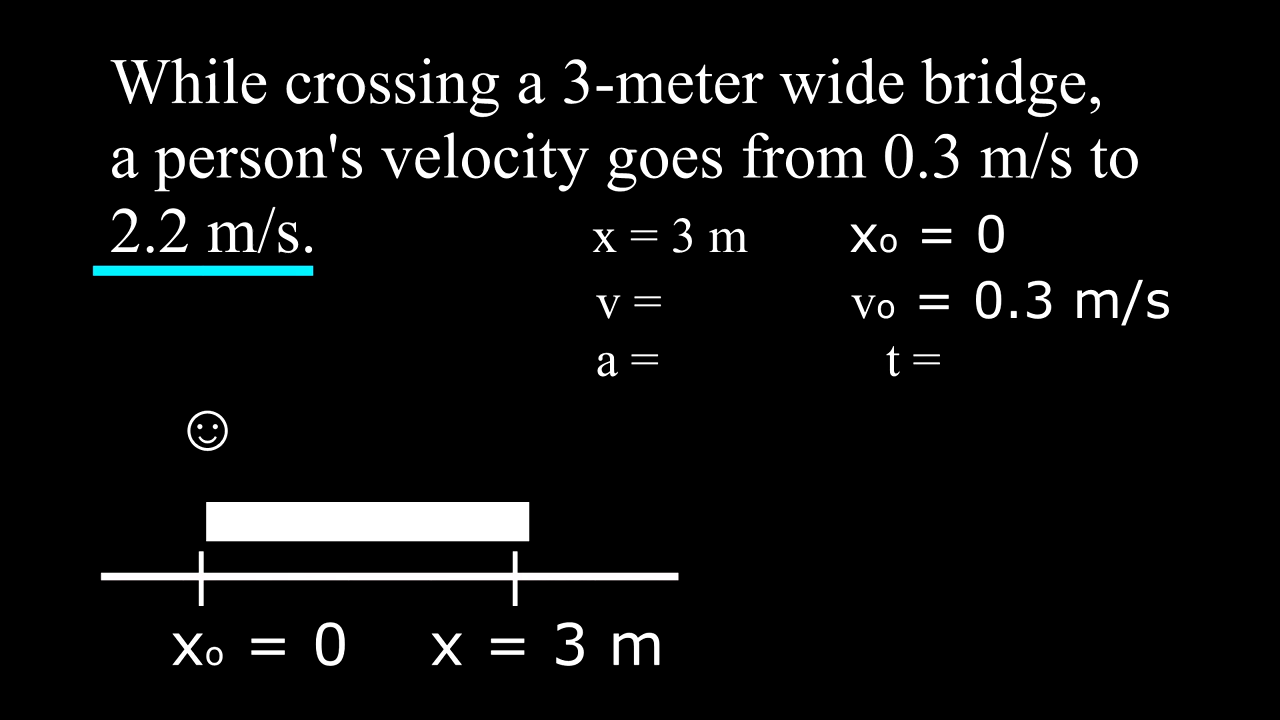 While crossing a 3-meter wide bridge,
a person's velocity goes from 0.3 m/s to
2.2 m/s.
x = 3 m xₒ = 0
v = vₒ = 0.3 m/s
a = t =
xₒ = 0 x = 3 m